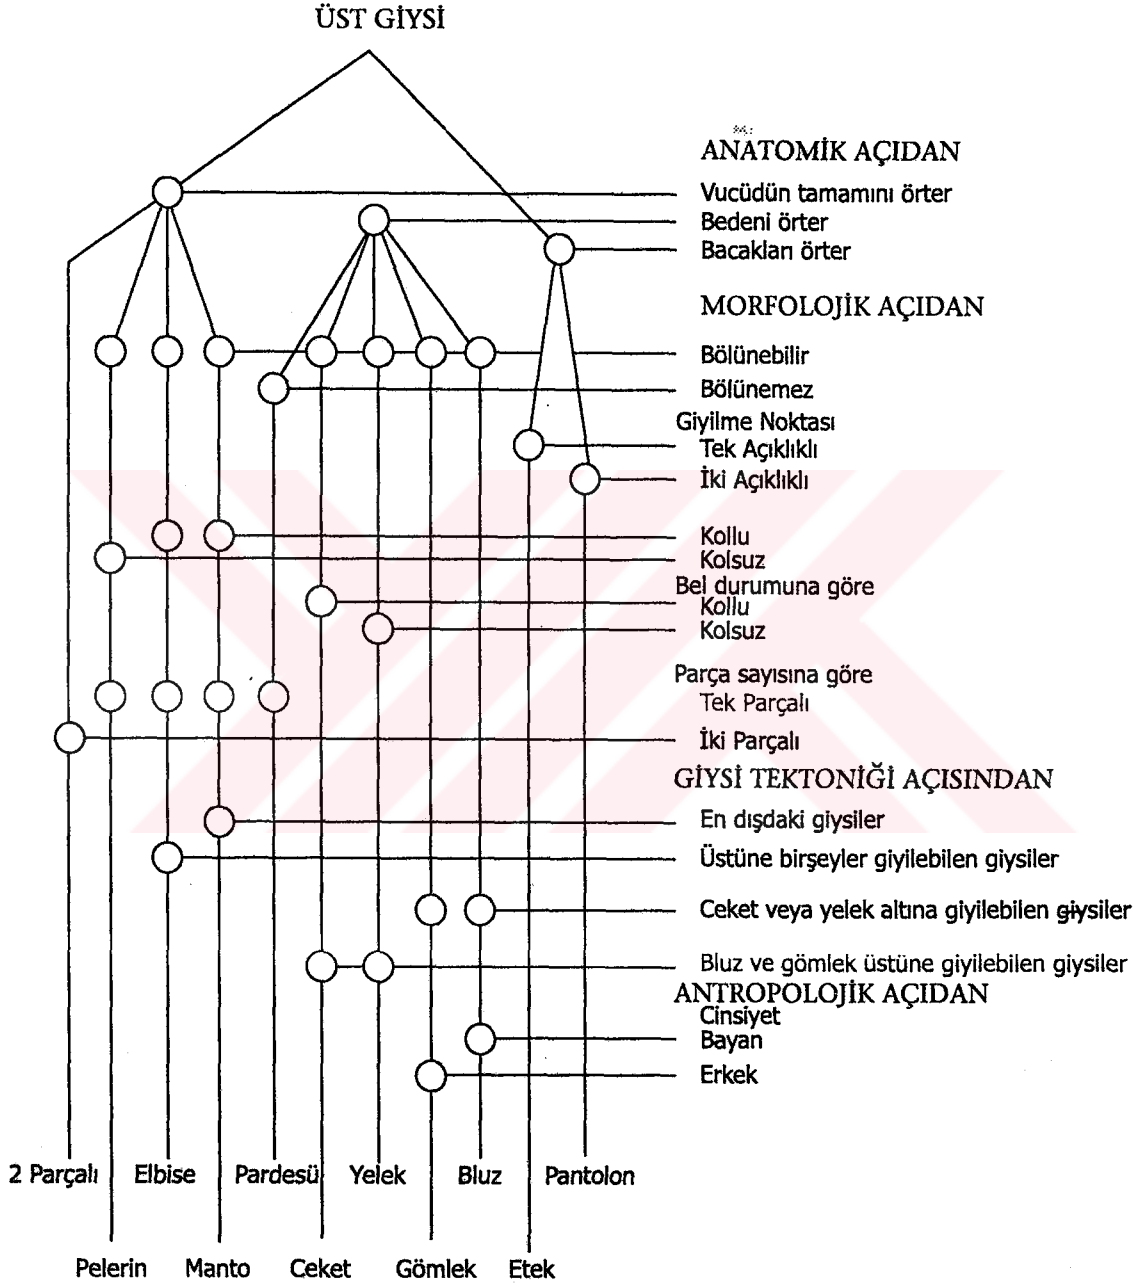 ÜST GİYSİ
ANATOMİK AÇIDAN
Vucüdün tamamını örter
Bedeni örter
Bacakları örter
MORFOLOJİK AÇIDAN
Bölünebilir
Bölünemez
Giyilme Noktası
Tek Açıklıklı
İki Açıklıklı
Kollu
Kolsuz
Bel durumuna göre
Kollu
Kolsuz
Parça sayısına göre
Tek Parçalı
İki Parçalı
GİYSİ TEKTONİĞİ AÇISINDAN
En dışdaki giysiler
Üstüne birşeyler giyilebilen giysiler
Ceket veya yelek altına giyilebilen giysiler
Bluz ve gömlek üstüne giyilebilen giysiler
ANTROPOLOJİK AÇIDAN
Cinsiyet
Bayan
Erkek
2 Parçalı Elbise Pardesü Yelek Bluz Pantolon
Pelerin Manto Ceket Gömlek Etek